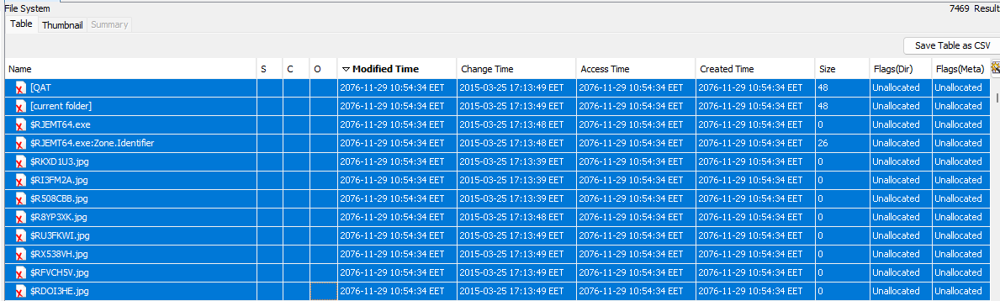 File System 7469 Result
Table Thumbnail Summary
Save Table as CSV
Name S C O Modified Time Change Time Access Time Created Time Size Flags(Dir) Flags(Meta)
[QAT 2076-11-29 10:54:34 EET 2015-03-25 17:13:49 EET 2076-11-29 10:54:34 EET 2076-11-29 10:54:34 EET 48 Unallocated Unallocated
[current folder] 2076-11-29 10:54:34 EET 2015-03-25 17:13:49 EET 2076-11-29 10:54:34 EET 2076-11-29 10:54:34 EET 48 Unallocated Unallocated
$RJEMT64.exe 2076-11-29 10:54:34 EET 2015-03-25 17:13:48 EET 2076-11-29 10:54:34 EET 2076-11-29 10:54:34 EET 0 Unallocated Unallocated
$RJEMT64.exe:Zone.Identifier 2076-11-29 10:54:34 EET 2015-03-25 17:13:48 EET 2076-11-29 10:54:34 EET 2076-11-29 10:54:34 EET 26 Unallocated Unallocated
$RKXD1U3.jpg 2076-11-29 10:54:34 EET 2015-03-25 17:13:39 EET 2076-11-29 10:54:34 EET 2076-11-29 10:54:34 EET 0 Unallocated Unallocated
$RI3FM2A.jpg 2076-11-29 10:54:34 EET 2015-03-25 17:13:39 EET 2076-11-29 10:54:34 EET 2076-11-29 10:54:34 EET 0 Unallocated Unallocated
$R508CBB.jpg 2076-11-29 10:54:34 EET 2015-03-25 17:13:39 EET 2076-11-29 10:54:34 EET 2076-11-29 10:54:34 EET 0 Unallocated Unallocated
$R8YP3XK.jpg 2076-11-29 10:54:34 EET 2015-03-25 17:13:48 EET 2076-11-29 10:54:34 EET 2076-11-29 10:54:34 EET 0 Unallocated Unallocated
$RU3FKWI.jpg 2076-11-29 10:54:34 EET 2015-03-25 17:13:49 EET 2076-11-29 10:54:34 EET 2076-11-29 10:54:34 EET 0 Unallocated Unallocated
$RX538VH.jpg 2076-11-29 10:54:34 EET 2015-03-25 17:13:49 EET 2076-11-29 10:54:34 EET 2076-11-29 10:54:34 EET 0 Unallocated Unallocated
$RFVCH5V.jpg 2076-11-29 10:54:34 EET 2015-03-25 17:13:49 EET 2076-11-29 10:54:34 EET 2076-11-29 10:54:34 EET 0 Unallocated Unallocated
$RDOI3HE.jpg 2076-11-29 10:54:34 EET 2015-03-25 17:13:49 EET 2076-11-29 10:54:34 EET 2076-11-29 10:54:34 EET 0 Unallocated Unallocated